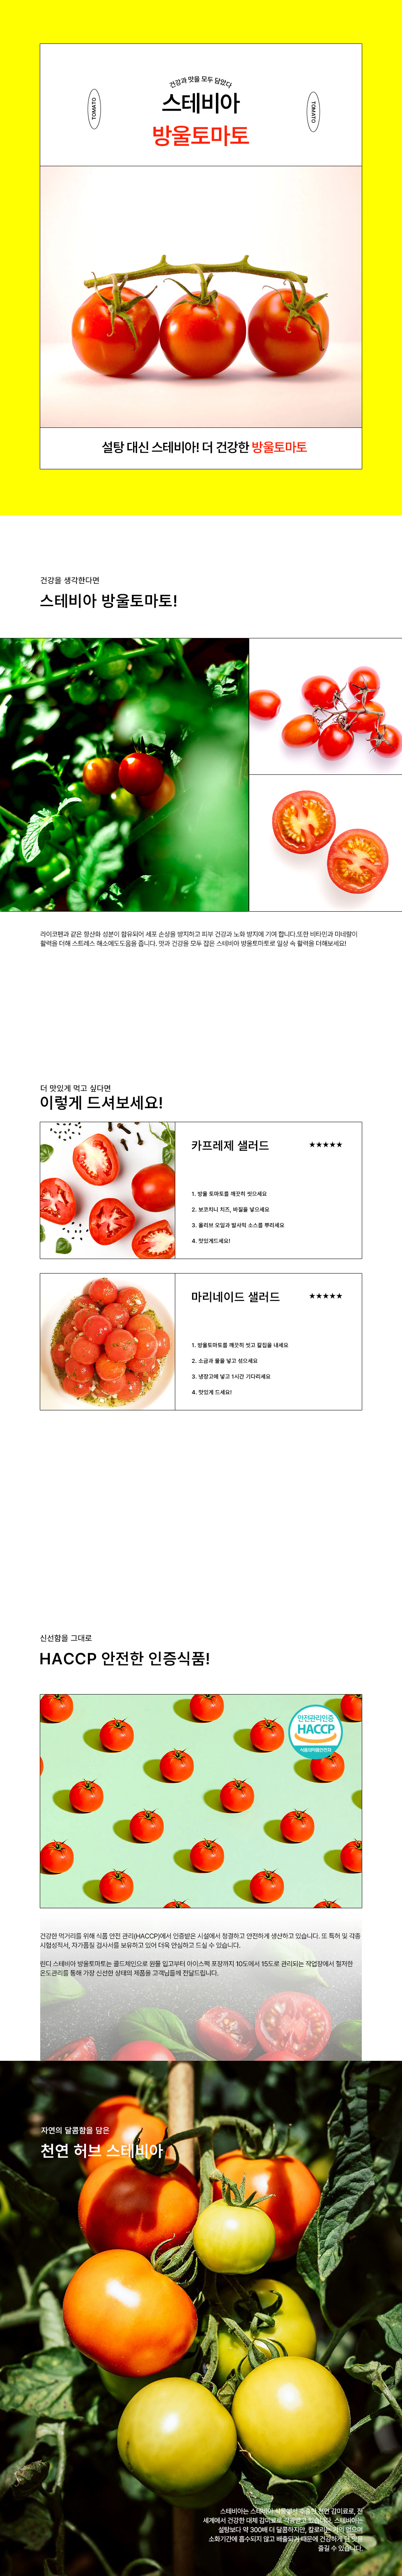 건강과 맛을 모두 담았다
스테비아
방울토마토
TOMATO
TOMATO
설탕 대신 스테비아! 더 건강한 방울토마토
건강을 생각한다면
스테비아 방울토마토!
라이코팬과 같은 항산화 성분이 함유되어 세포 손상을 방지하고 피부 건강과 노화 방지에 기여 합니다.또한 비타민과 미네랄이
활력을 더해 스트레스 해소에도도움을 줍니다. 맛과 건강을 모두 잡은 스테비아 방울토마토로 일상 속 활력을 더해보세요!
더 맛있게 먹고 싶다면
이렇게 드셔보세요!
카프레제 샐러드 ★★★★★
1. 방울 토마토를 깨끗히 씻으세요
2. 보코치니 치즈, 바질을 넣으세요
3. 올리브 오일과 발사믹 소스를 뿌리세요
4. 맛있게드세요!
마리네이드 샐러드 ★★★★★
1. 방울토마토를 깨끗히 씻고 칼집을 내세요
2. 소금과 물을 넣고 섞으세요
3. 냉장고에 넣고 1시간 기다리세요
4. 맛있게 드세요!
신선함을 그대로
HACCP 안전한 인증식품!
안전관리인증
HACCP
식품의약품안전처
건강한 먹거리를 위해 식품 안전 관리(HACCP)에서 인증받은 시설에서 청결하고 안전하게 생산하고 있습니다. 또 특허 및 각종
시험성적서, 자가품질 검사서를 보유하고 있어 더욱 안심하고 드실 수 있습니다.
린디 스테비아 방울토마토는 콜드체인으로 원물 입고부터 아이스팩 포장까지 10도에서 15도로 관리되는 작업장에서 철저한
온도관리를 통해 가장 신선한 상태의 제품을 고객님들께 전달드립니다.
자연의 달콤함을 담은
천연 허브 스테비아
스테비아는 스테비아 식물에서 추출한 천연 감미료로, 전
세계에서 건강한 대체 감미료로 각광받고 있습니다. 스테비아는
설탕보다 약 300배 더 달콤하지만, 칼로리는 거의 없으며
소화기간에 흡수되지 않고 배출되기 때문에 건강하게 단맛을
즐길 수 있습니다.